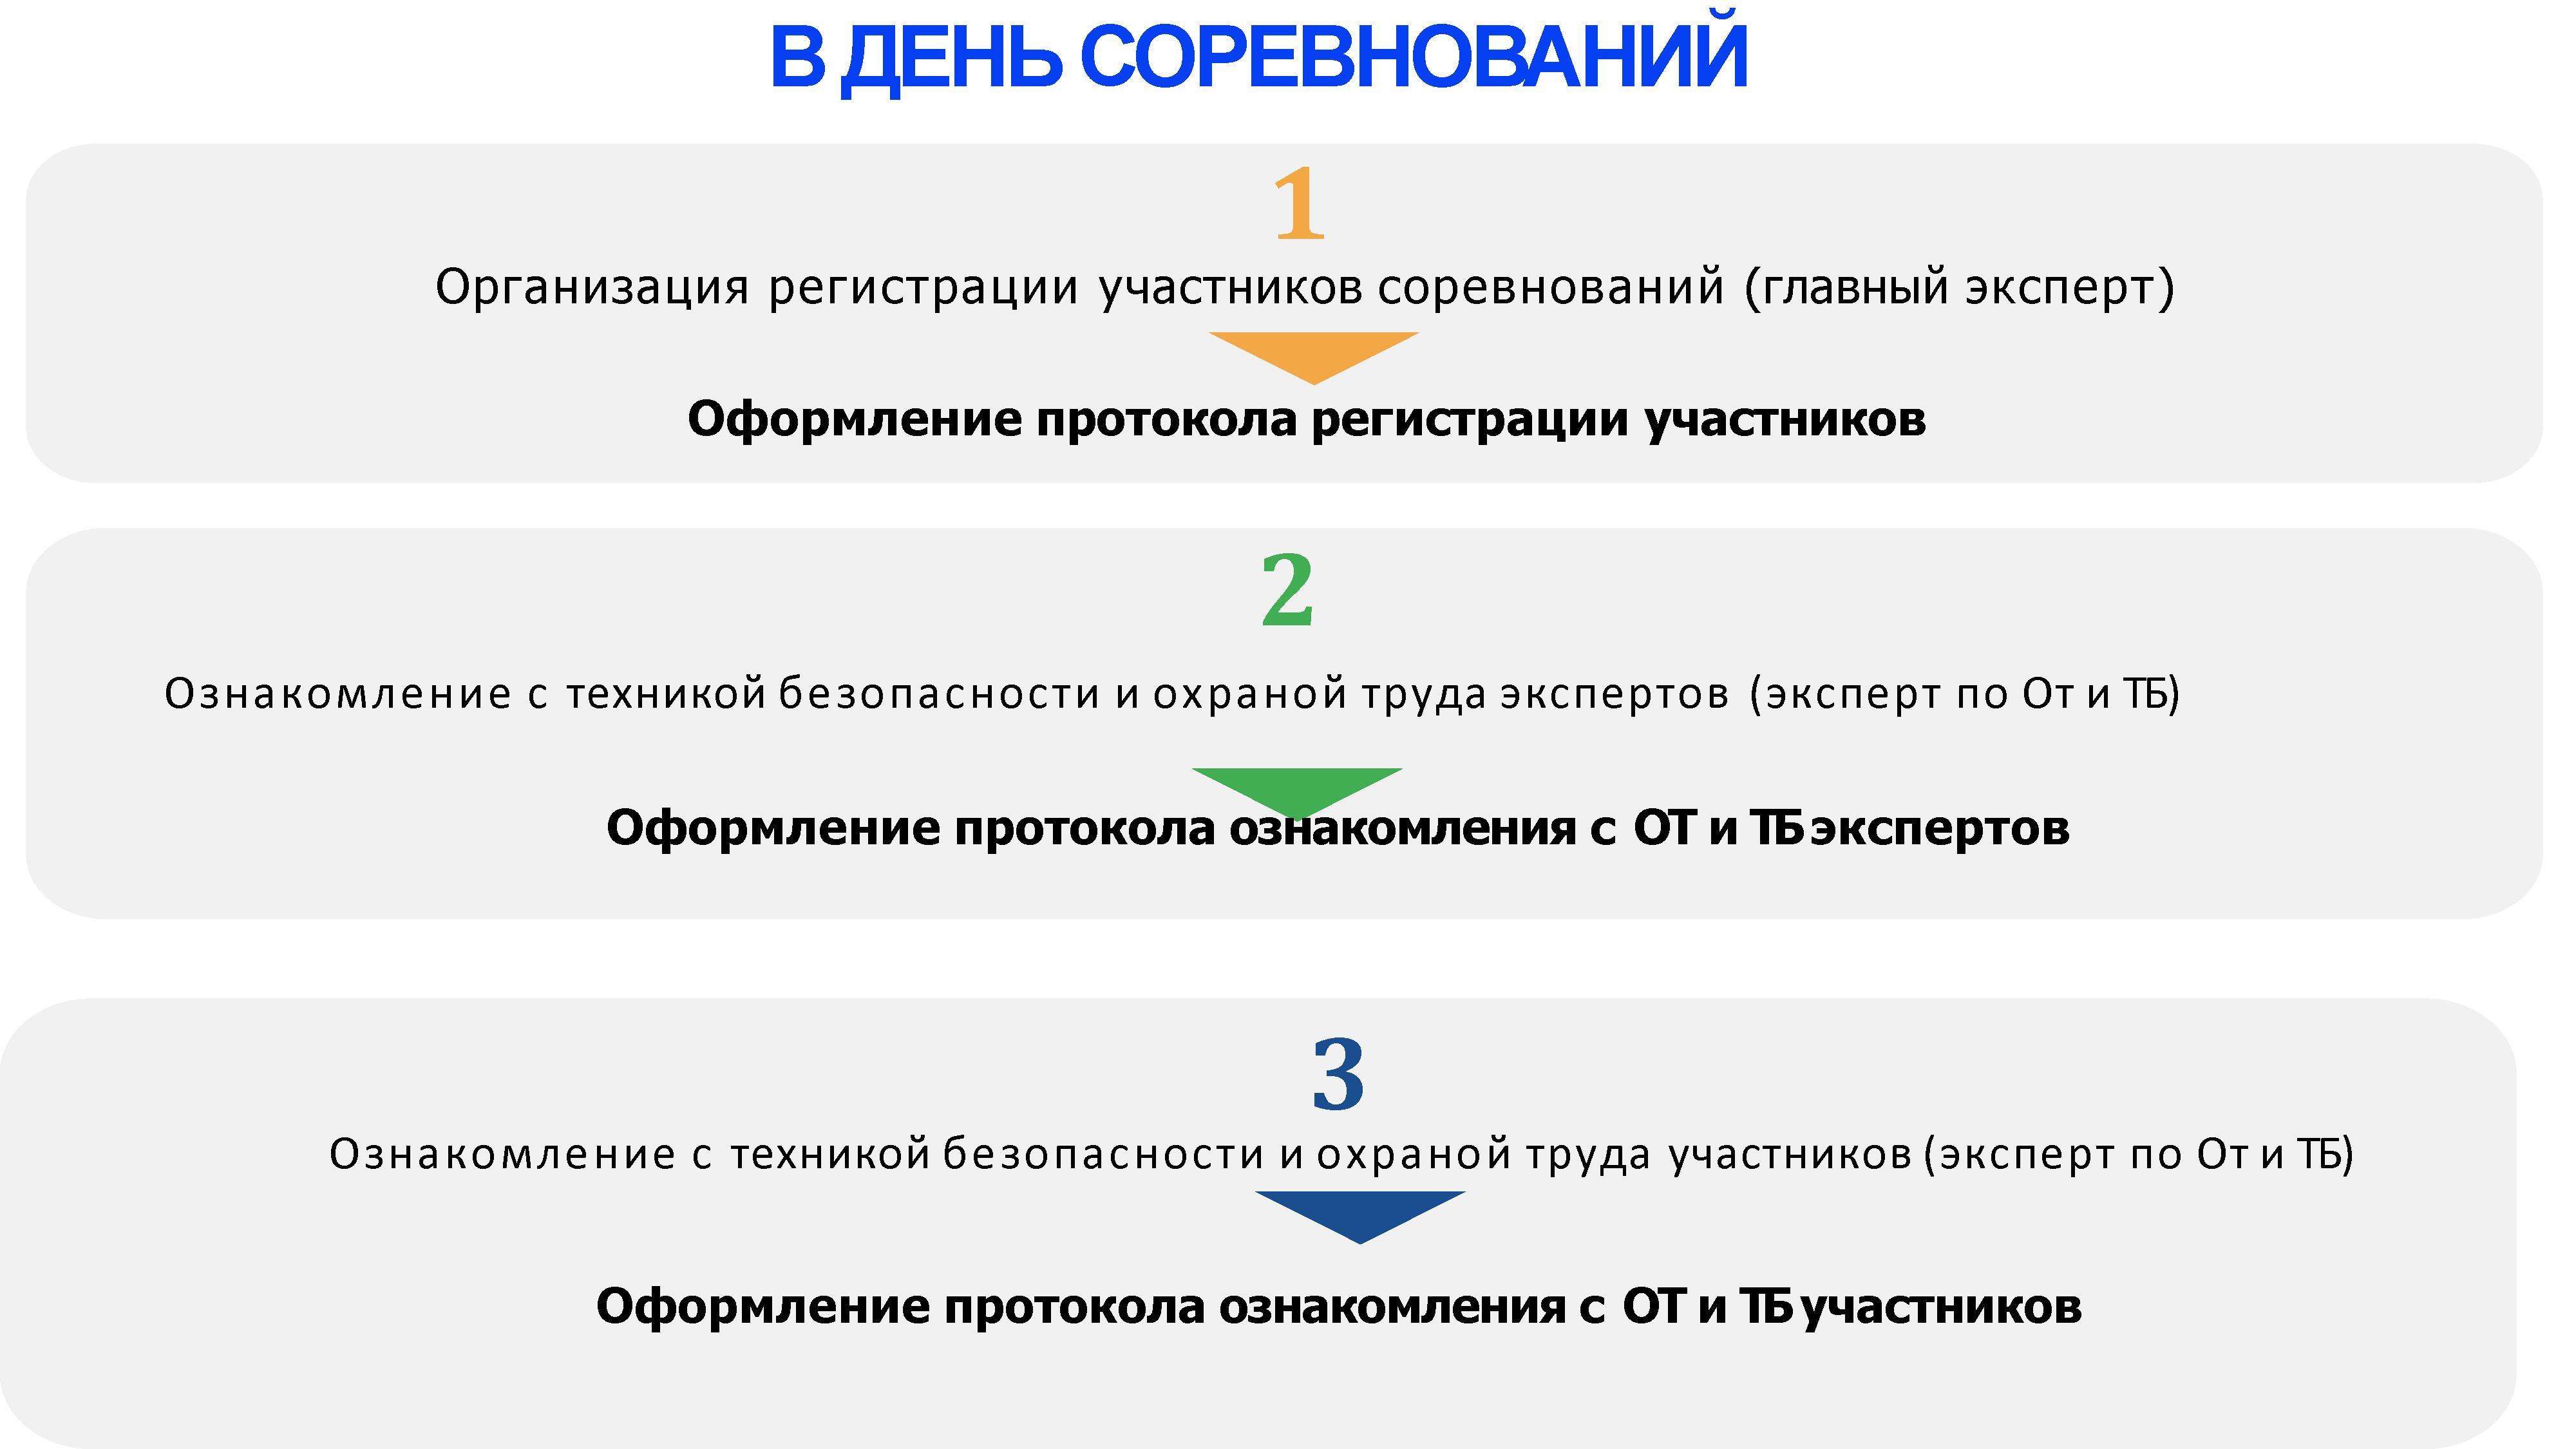 В ДЕНЬ СОРЕВНОВАНИЙ
1
Организация регистрации участников соревнований (главный эксперт)
Оформление протокола регистрации участников
2
Ознакомление с техникой безопасности и охраной труда экспертов (эксперт по От и ТБ)
Оформление протокола ознакомления с ОТ и ТБ экспертов
3
Ознакомление с техникой безопасности и охраной труда участников (эксперт по От и ТБ)
Оформление протокола ознакомления с ОТ и ТБ участников